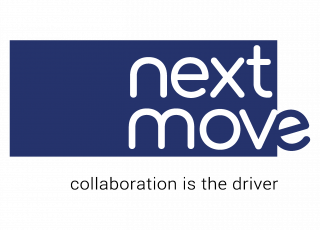 next
move
collaboration is the driver